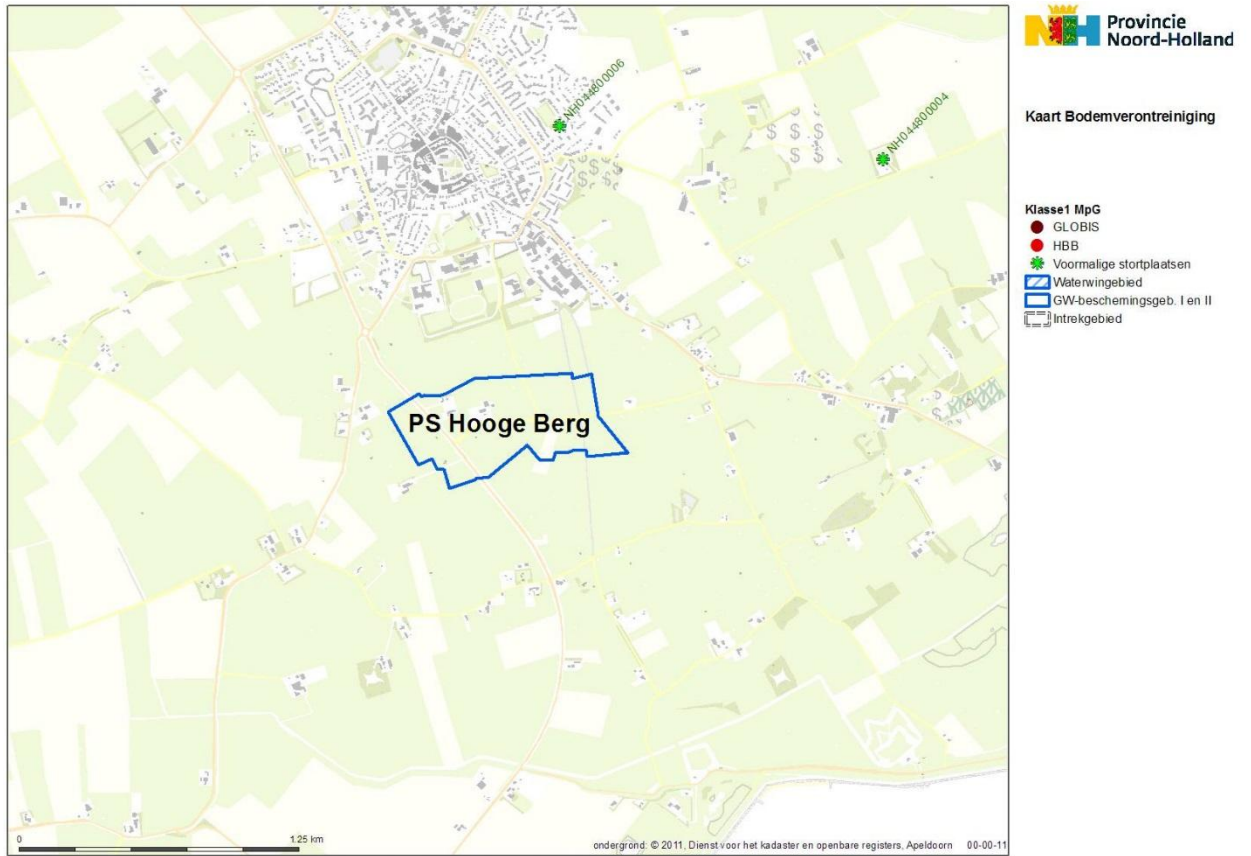 Provincie
Noord-Holland
Kaart Bodemverontreiniging
Klasse1 MpG
GLOBIS
HBB
Voormalige stortplaatsen
Waterwingebied
GW-beschemingsgeb. I en II
Intrekgebied
NH044800006
NH044800004
PS Hooge Berg
0 1.25 km
ondergrond: © 2011, Dienst voor het kadaster en openbare registers, Apeldoorn 00-00-11